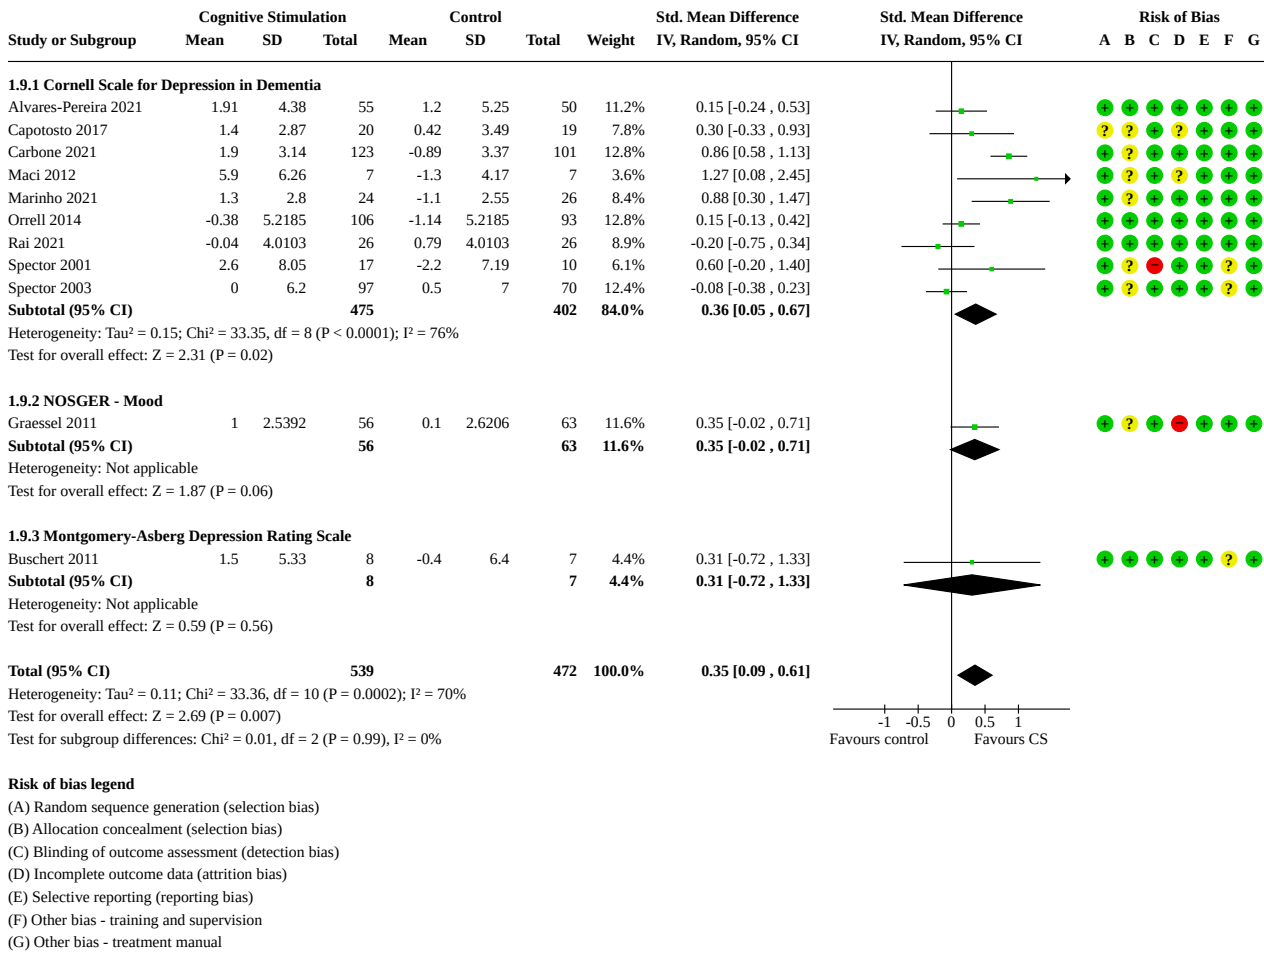 Cognitive Stimulation Control Std. Mean Difference Std. Mean Difference Risk of Bias
Study or Subgroup Mean SD Total Mean SD Total Weight IV, Random, 95% CI IV, Random, 95% CI A B C D E F G
1.9.1 Cornell Scale for Depression in Dementia
Alvares-Pereira 2021 1.91 4.38 55 1.2 5.25 50 11.2% 0.15 [-0.24 , 0.53] + + + + + + +
Capotosto 2017 1.4 2.87 20 0.42 3.49 19 7.8% 0.30 [-0.33 , 0.93] ? ? + ? + + +
Carbone 2021 1.9 3.14 123 -0.89 3.37 101 12.8% 0.86 [0.58 , 1.13] + ? + + + + +
Maci 2012 5.9 6.26 7 -1.3 4.17 7 3.6% 1.27 [0.08 , 2.45] + ? + ? + + +
Marinho 2021 1.3 2.8 24 -1.1 2.55 26 8.4% 0.88 [0.30 , 1.47] + ? + + + + +
Orrell 2014 -0.38 5.2185 106 -1.14 5.2185 93 12.8% 0.15 [-0.13 , 0.42] + + + + + + +
Rai 2021 -0.04 4.0103 26 0.79 4.0103 26 8.9% -0.20 [-0.75 , 0.34] + + + + + + +
Spector 2001 2.6 8.05 17 -2.2 7.19 10 6.1% 0.60 [-0.20 , 1.40] + ? − + + ? +
Spector 2003 0 6.2 97 0.5 7 70 12.4% -0.08 [-0.38 , 0.23] + ? + + + ? +
Subtotal (95% CI) 475 402 84.0% 0.36 [0.05 , 0.67]
Heterogeneity: Tau² = 0.15; Chi² = 33.35, df = 8 (P < 0.0001); I² = 76%
Test for overall effect: Z = 2.31 (P = 0.02)
1.9.2 NOSGER - Mood
Graessel 2011 1 2.5392 56 0.1 2.6206 63 11.6% 0.35 [-0.02 , 0.71] + ? + − + + +
Subtotal (95% CI) 56 63 11.6% 0.35 [-0.02 , 0.71]
Heterogeneity: Not applicable
Test for overall effect: Z = 1.87 (P = 0.06)
1.9.3 Montgomery-Asberg Depression Rating Scale
Buschert 2011 1.5 5.33 8 -0.4 6.4 7 4.4% 0.31 [-0.72 , 1.33] + + + + + ? +
Subtotal (95% CI) 8 7 4.4% 0.31 [-0.72 , 1.33]
Heterogeneity: Not applicable
Test for overall effect: Z = 0.59 (P = 0.56)
Total (95% CI) 539 472 100.0% 0.35 [0.09 , 0.61]
Heterogeneity: Tau² = 0.11; Chi² = 33.36, df = 10 (P = 0.0002); I² = 70%
Test for overall effect: Z = 2.69 (P = 0.007)
-1 -0.5 0 0.5 1
Test for subgroup differences: Chi² = 0.01, df = 2 (P = 0.99), I² = 0%
Favours control Favours CS
Risk of bias legend
(A) Random sequence generation (selection bias)
(B) Allocation concealment (selection bias)
(C) Blinding of outcome assessment (detection bias)
(D) Incomplete outcome data (attrition bias)
(E) Selective reporting (reporting bias)
(F) Other bias - training and supervision
(G) Other bias - treatment manual